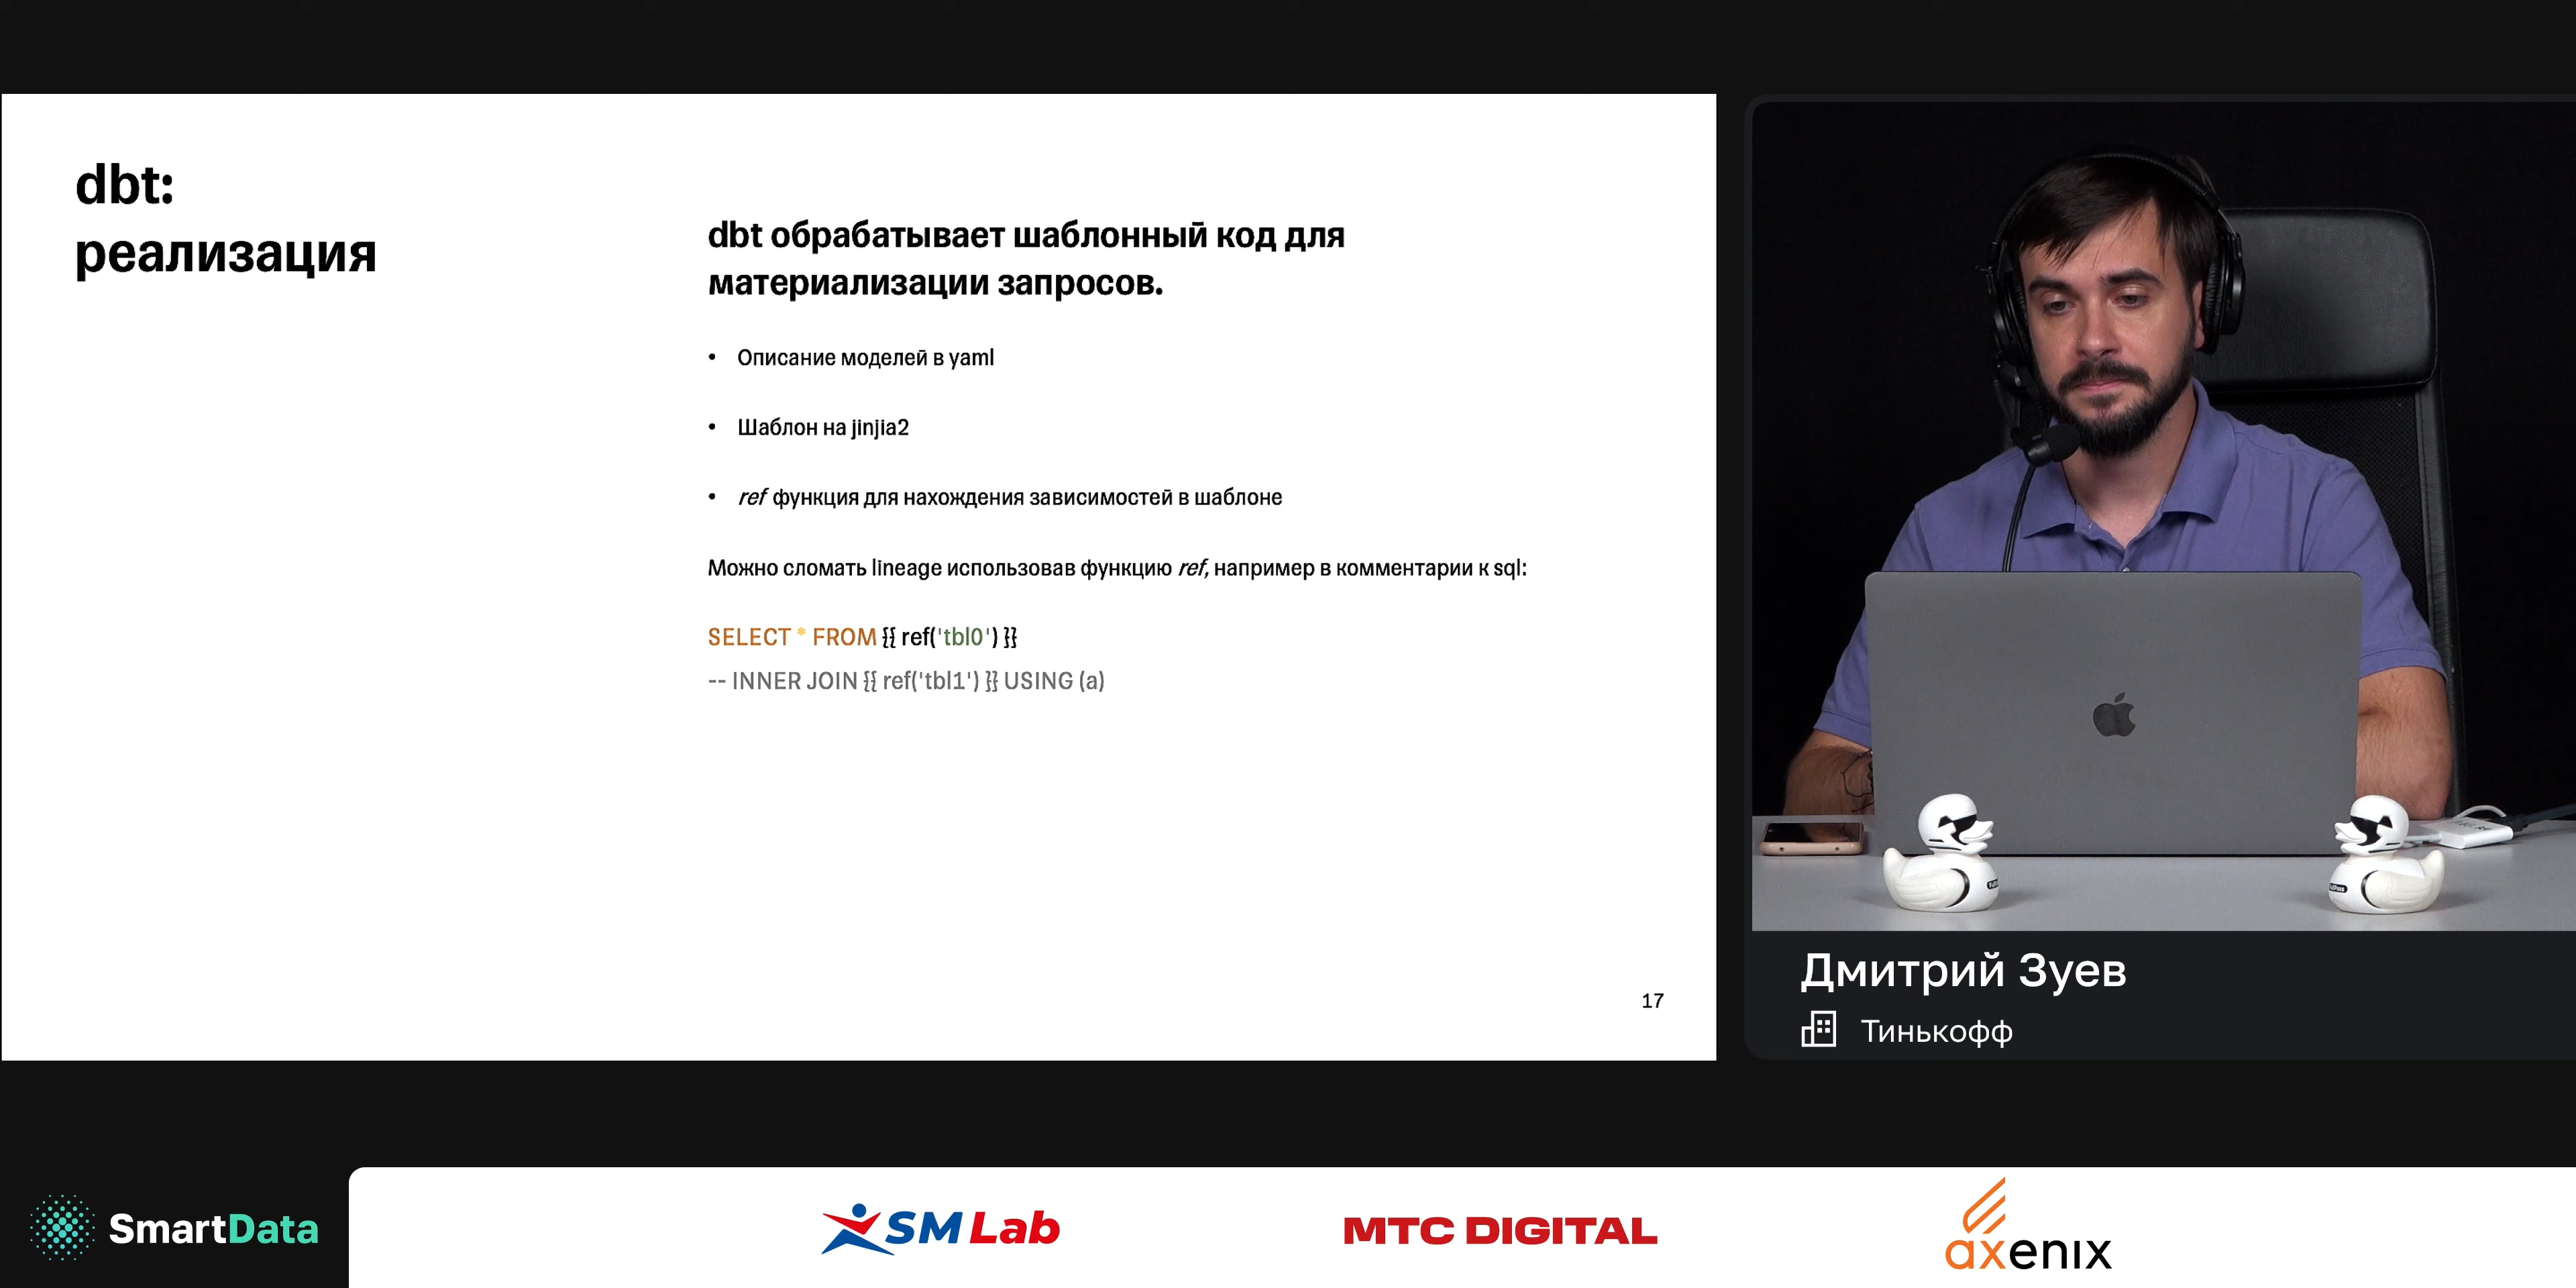 dbt:
реализация
dbt обрабатывает шаблонный код для
материализации запросов.
• Описание моделей в yaml
• Шаблон на jinjia2
• ref функция для нахождения зависимостей в шаблоне
Можно сломать lineage использовав функцию ref, например в комментарии к sql:
SELECT * FROM {{ ref('tbl0') }}
-- INNER JOIN {{ ref('tbl1') }} USING (a)
17
Дмитрий Зуев
Тинькофф
SmartData
SM Lab
МТС DIGITAL
axenix